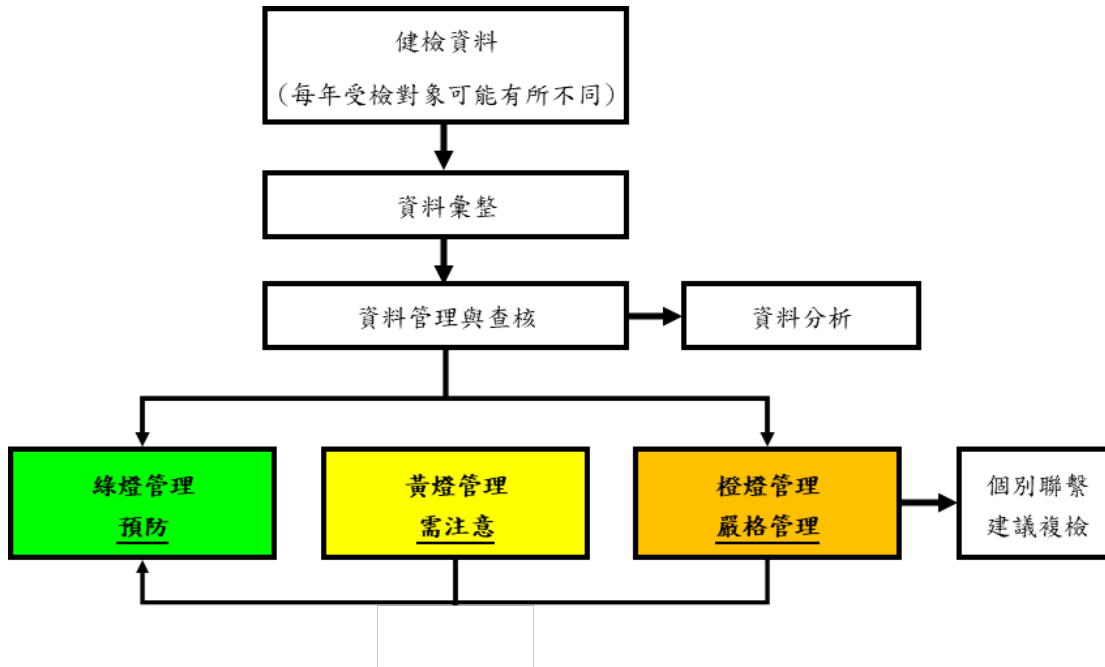 健檢資料
（每年受檢對象可能有所不同）
資料彙整
資料管理與查核
資料分析
綠燈管理
預防
黃燈管理
需注意
橙燈管理
嚴格管理
個別聯繫
建議複檢